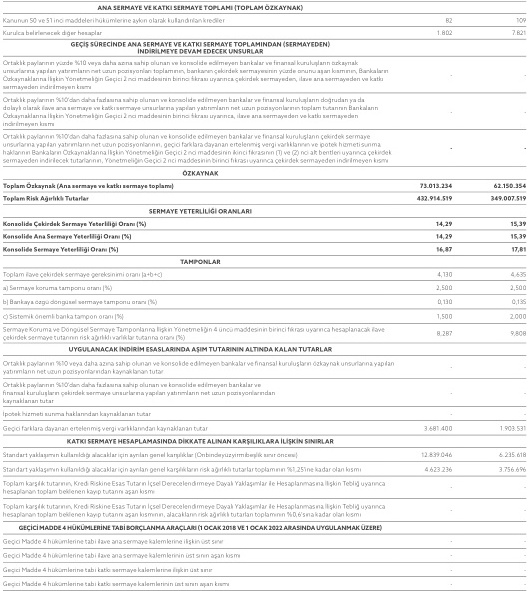 ANA SERMAYE VE KATKI SERMAYE TOPLAMI (TOPLAM ÖZKAYNAK)
Kanunun 50 ve 51 inci maddeleri hükümlerine aykırı olarak kullandırılan krediler 82 109
Kurulca belirlenecek diğer hesaplar 1.802 7.821
GEÇİŞ SÜRECİNDE ANA SERMAYE VE KATKI SERMAYE TOPLAMINDAN (SERMAYEDEN)
İNDİRİLMEYE DEVAM EDECEK UNSURLAR
Ortaklık paylarının yüzde %10 veya daha azına sahip olunan ve konsolide edilmeyen bankalar ve finansal kuruluşların özkaynak
unsurlarına yapılan yatırımların net uzun pozisyonları toplamının, bankanın çekirdek sermayesinin yüzde onunu aşan kısmının, Bankaların
Özkaynaklarına İlişkin Yönetmeliğin Geçici 2 nci maddesinin birinci fıkrası uyarınca çekirdek sermayeden, ilave ana sermayeden ve katkı
sermayeden indirilmeyen kısmı - -
Ortaklık paylarının %10'dan daha fazlasına sahip olunan ve konsolide edilmeyen bankalar ve finansal kuruluşların doğrudan ya da
dolaylı olarak ilave ana sermaye ve katkı sermaye unsurlarına yapılan yatırımların net uzun pozisyonlarının toplam tutarının Bankaların
Özkaynaklarına İlişkin Yönetmeliğin Geçici 2 nci maddesinin birinci fıkrası uyarınca, ilave ana sermayeden ve katkı sermayeden
indirilmeyen kısmı - -
Ortaklık paylarının %10'dan daha fazlasına sahip olunan ve konsolide edilmeyen bankalar ve finansal kuruluşların çekirdek sermaye
unsurlarına yapılan yatırımların net uzun pozisyonlarının, geçici farklara dayanan ertelenmiş vergi varlıklarının ve ipotek hizmeti sunma
haklarının Bankaların Özkaynaklarına İlişkin Yönetmeliğin Geçici 2 nci maddesinin ikinci fıkrasının (1) ve (2) nci alt bentleri uyarınca çekirdek
sermayeden indirilecek tutarlarının, Yönetmeliğin Geçici 2 nci maddesinin birinci fıkrası uyarınca çekirdek sermayeden indirilmeyen kısmı - -
ÖZKAYNAK
Toplam Özkaynak (Ana sermaye ve katkı sermaye toplamı) 73.013.234 62.150.354
Toplam Risk Ağırlıklı Tutarlar 432.914.519 349.007.519
SERMAYE YETERLİLİĞİ ORANLARI
Konsolide Çekirdek Sermaye Yeterliliği Oranı (%) 14,29 15,39
Konsolide Ana Sermaye Yeterliliği Oranı (%) 14,29 15,39
Konsolide Sermaye Yeterliliği Oranı (%) 16,87 17,81
TAMPONLAR
Toplam ilave çekirdek sermaye gereksinimi oranı (a+b+c) 4,130 4,635
a) Sermaye koruma tamponu oranı (%) 2,500 2,500
b) Bankaya özgü döngüsel sermaye tamponu oranı (%) 0,130 0,135
c) Sistemik önemli banka tamponu oranı (%) 1,500 2,000
Sermaye Koruma ve Döngüsel Sermaye Tamponlarına İlişkin Yönetmeliğin 4 üncü maddesinin birinci fıkrası uyarınca hesaplanacak ilave
çekirdek sermaye tutarının risk ağırlıklı varlıklar tutarına oranı (%) 8,287 9,808
UYGULANACAK İNDİRİM ESASLARINDA AŞIM TUTARININ ALTINDA KALAN TUTARLAR
Ortaklık paylarının %10 veya daha azına sahip olunan ve konsolide edilmeyen bankalar ve finansal kuruluşların özkaynak unsurlarına yapılan
yatırımların net uzun pozisyonlarından kaynaklanan tutar - -
Ortaklık paylarının %10'dan daha fazlasına sahip olunan ve konsolide edilmeyen bankalar ve
finansal kuruluşların çekirdek sermaye unsurlarına yapılan yatırımların net uzun pozisyonlarından
kaynaklanan tutar - -
İpotek hizmeti sunma haklarından kaynaklanan tutar - -
Geçici farklara dayanan ertelenmiş vergi varlıklarından kaynaklanan tutar 3.681.400 1.903.531
KATKI SERMAYE HESAPLAMASINDA DİKKATE ALINAN KARŞILIKLARA İLİŞKİN SINIRLAR
Standart yaklaşımın kullanıldığı alacaklar için ayrılan genel karşılıklar (Onbindeyüzyirmibeşlik sınır öncesi) 12.839.046 6.235.618
Standart yaklaşımın kullanıldığı alacaklar için ayrılan genel karşılıkların risk ağırlıklı tutarlar toplamının %1,25'ine kadar olan kısmı 4.623.236 3.756.696
Toplam karşılık tutarının, Kredi Riskine Esas Tutarın İçsel Derecelendirmeye Dayalı Yaklaşımlar ile Hesaplanmasına İlişkin Tebliğ uyarınca
hesaplanan toplam beklenen kayıp tutarını aşan kısmı - -
Toplam karşılık tutarının, Kredi Riskine Esas Tutarın İçsel Derecelendirmeye Dayalı Yaklaşımlar ile Hesaplanmasına İlişkin Tebliğ uyarınca
hesaplanan toplam beklenen kayıp tutarını aşan kısmının, alacakların risk ağırlıklı tutarları toplamının %0,6'sına kadar olan kısmı - -
GEÇİCİ MADDE 4 HÜKÜMLERİNE TABİ BORÇLANMA ARAÇLARI (1 OCAK 2018 VE 1 OCAK 2022 ARASINDA UYGULANMAK ÜZERE)
Geçici Madde 4 hükümlerine tabi ilave ana sermaye kalemlerine ilişkin üst sınır - -
Geçici Madde 4 hükümlerine tabi ilave ana sermaye kalemlerinin üst sınırı aşan kısmı - -
Geçici Madde 4 hükümlerine tabi katkı sermaye kalemlerine ilişkin üst sınır - -
Geçici Madde 4 hükümlerine tabi katkı sermaye kalemlerinin üst sınırı aşan kısmı - -